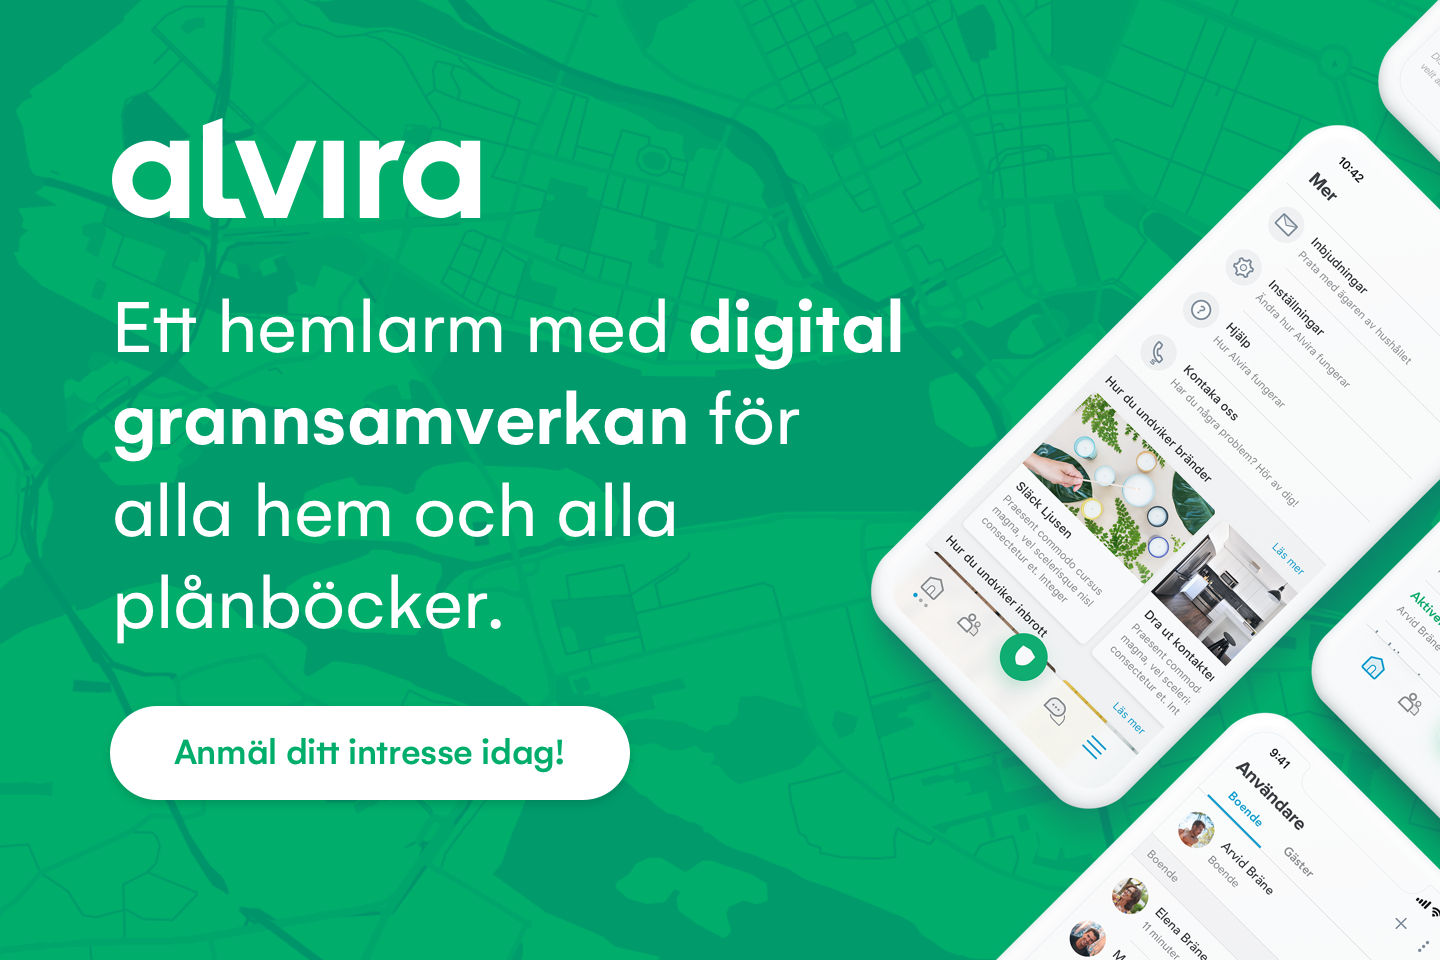 alvira
Ett hemlarm med digital
grannsamverkan för
alla hem och alla
plånböcker.
Anmäl ditt intresse idag!
10:42
Mer
Inbjudningar
Prata med ägaren av hushållet
Inställningar
Ändra hur Alvira fungerar
Hjälp
Hur Alvira fungerar
Kontaka oss
Har du några problem? Hör av dig!
Hur du undviker bränder
Läs mer
Släck Ljusen
Praesent commodo cursus
magna, vel scelerisque nisl
consectetur et. Integer
Dra ut kontakter
Praesent commod
magna, vel sceleri
consectetur et. Int
Hur du undviker inbrott
Läs mer
velit a
Arvid Bräne
9:41
Användare
Boende
Gäster
Arvid Bräne
Boende
Boende
Elena Bräne
11 minuter
M